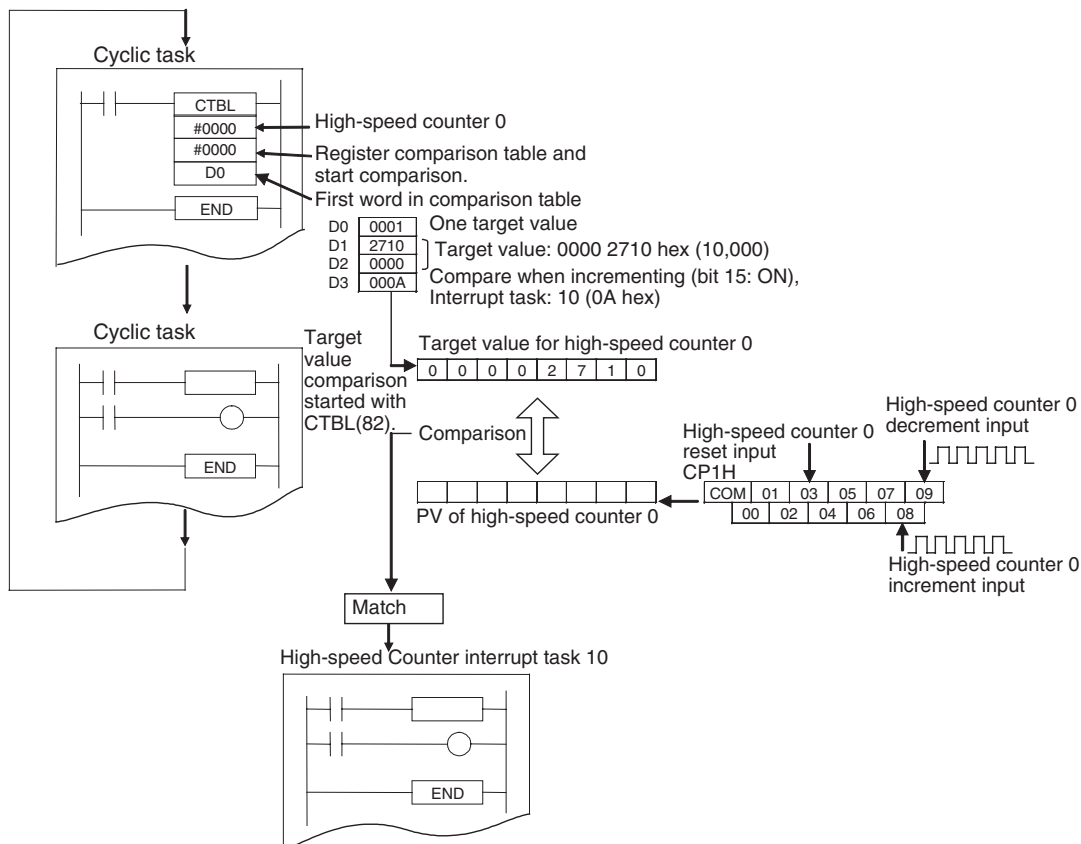 Cyclic task
CTBL
#0000
#0000
D0
END
High-speed counter 0
Register comparison table and
start comparison.
First word in comparison table
D0 0001 One target value
D1 2710
D2 0000
Target value: 0000 2710 hex (10,000)
D3 000A
Compare when incrementing (bit 15: ON),
Interrupt task: 10 (0A hex)
Cyclic task
END
Target
value
comparison
started with
CTBL(82).
Target value for high-speed counter 0
0 0 0 0 2 7 1 0
Comparison
PV of high-speed counter 0
High-speed counter 0
reset input
CP1H
High-speed counter 0
decrement input
COM 01 03 05 07 09
00 02 04 06 08
High-speed counter 0
increment input
Match
High-speed Counter interrupt task 10
END